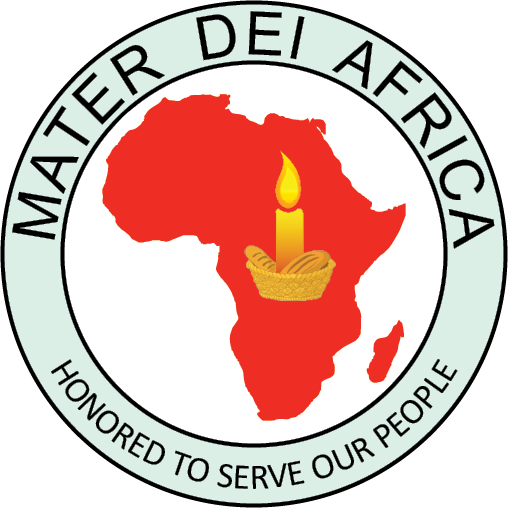 MATER DEI AFRICA
HONORED TO SERVE OUR PEOPLE